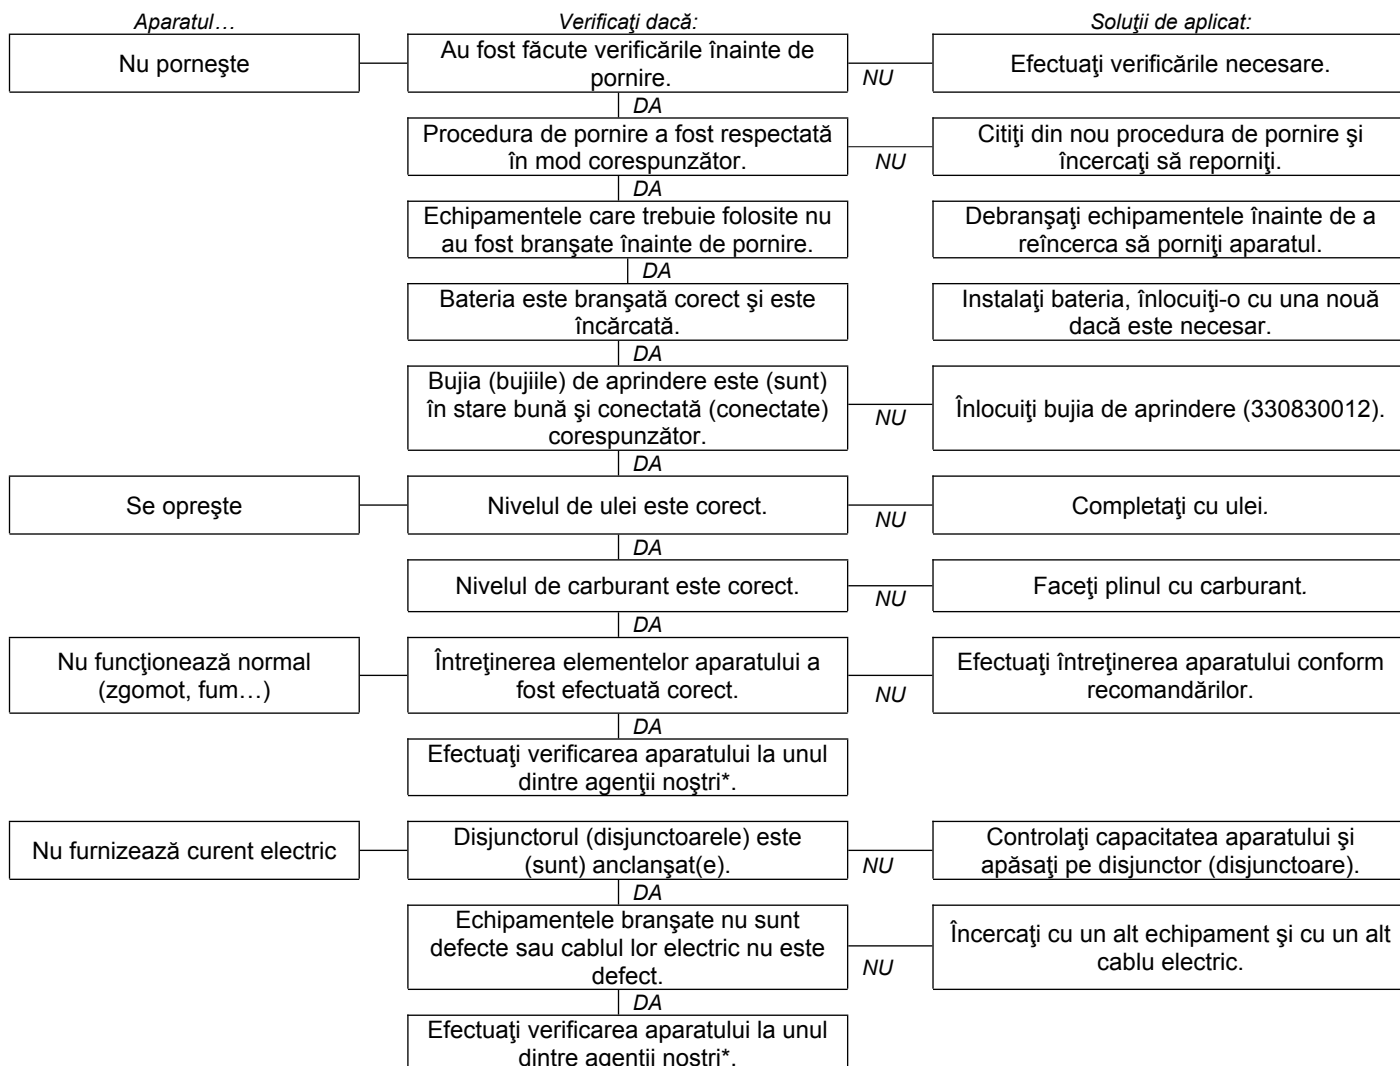 Aparatul…
Verificaţi dacă:
Soluţii de aplicat:
Nu porneşte
Au fost făcute verificările înainte de
pornire.
NU
Efectuaţi verificările necesare.
DA
Procedura de pornire a fost respectată
în mod corespunzător.
NU
Citiţi din nou procedura de pornire şi
încercaţi să reporniţi.
DA
Echipamentele care trebuie folosite nu
au fost branşate înainte de pornire.
Debranşaţi echipamentele înainte de a
reîncerca să porniţi aparatul.
DA
Bateria este branşată corect şi este
încărcată.
Instalaţi bateria, înlocuiţi-o cu una nouă
dacă este necesar.
DA
Bujia (bujiile) de aprindere este (sunt)
în stare bună şi conectată (conectate)
corespunzător.
NU
Înlocuiţi bujia de aprindere (330830012).
DA
Se opreşte
Nivelul de ulei este corect.
NU
Completaţi cu ulei.
DA
Nivelul de carburant este corect.
NU
Faceţi plinul cu carburant.
DA
Nu funcţionează normal
(zgomot, fum…)
Întreţinerea elementelor aparatului a
fost efectuată corect.
NU
Efectuaţi întreţinerea aparatului conform
recomandărilor.
DA
Efectuaţi verificarea aparatului la unul
dintre agenţii noştri*.
Nu furnizează curent electric
Disjunctorul (disjunctoarele) este
(sunt) anclanşat(e).
NU
Controlaţi capacitatea aparatului şi
apăsaţi pe disjunctor (disjunctoare).
DA
Echipamentele branşate nu sunt
defecte sau cablul lor electric nu este
defect.
NU
Încercaţi cu un alt echipament şi cu un alt
cablu electric.
DA
Efectuaţi verificarea aparatului la unul
dintre agenţii noştri*.